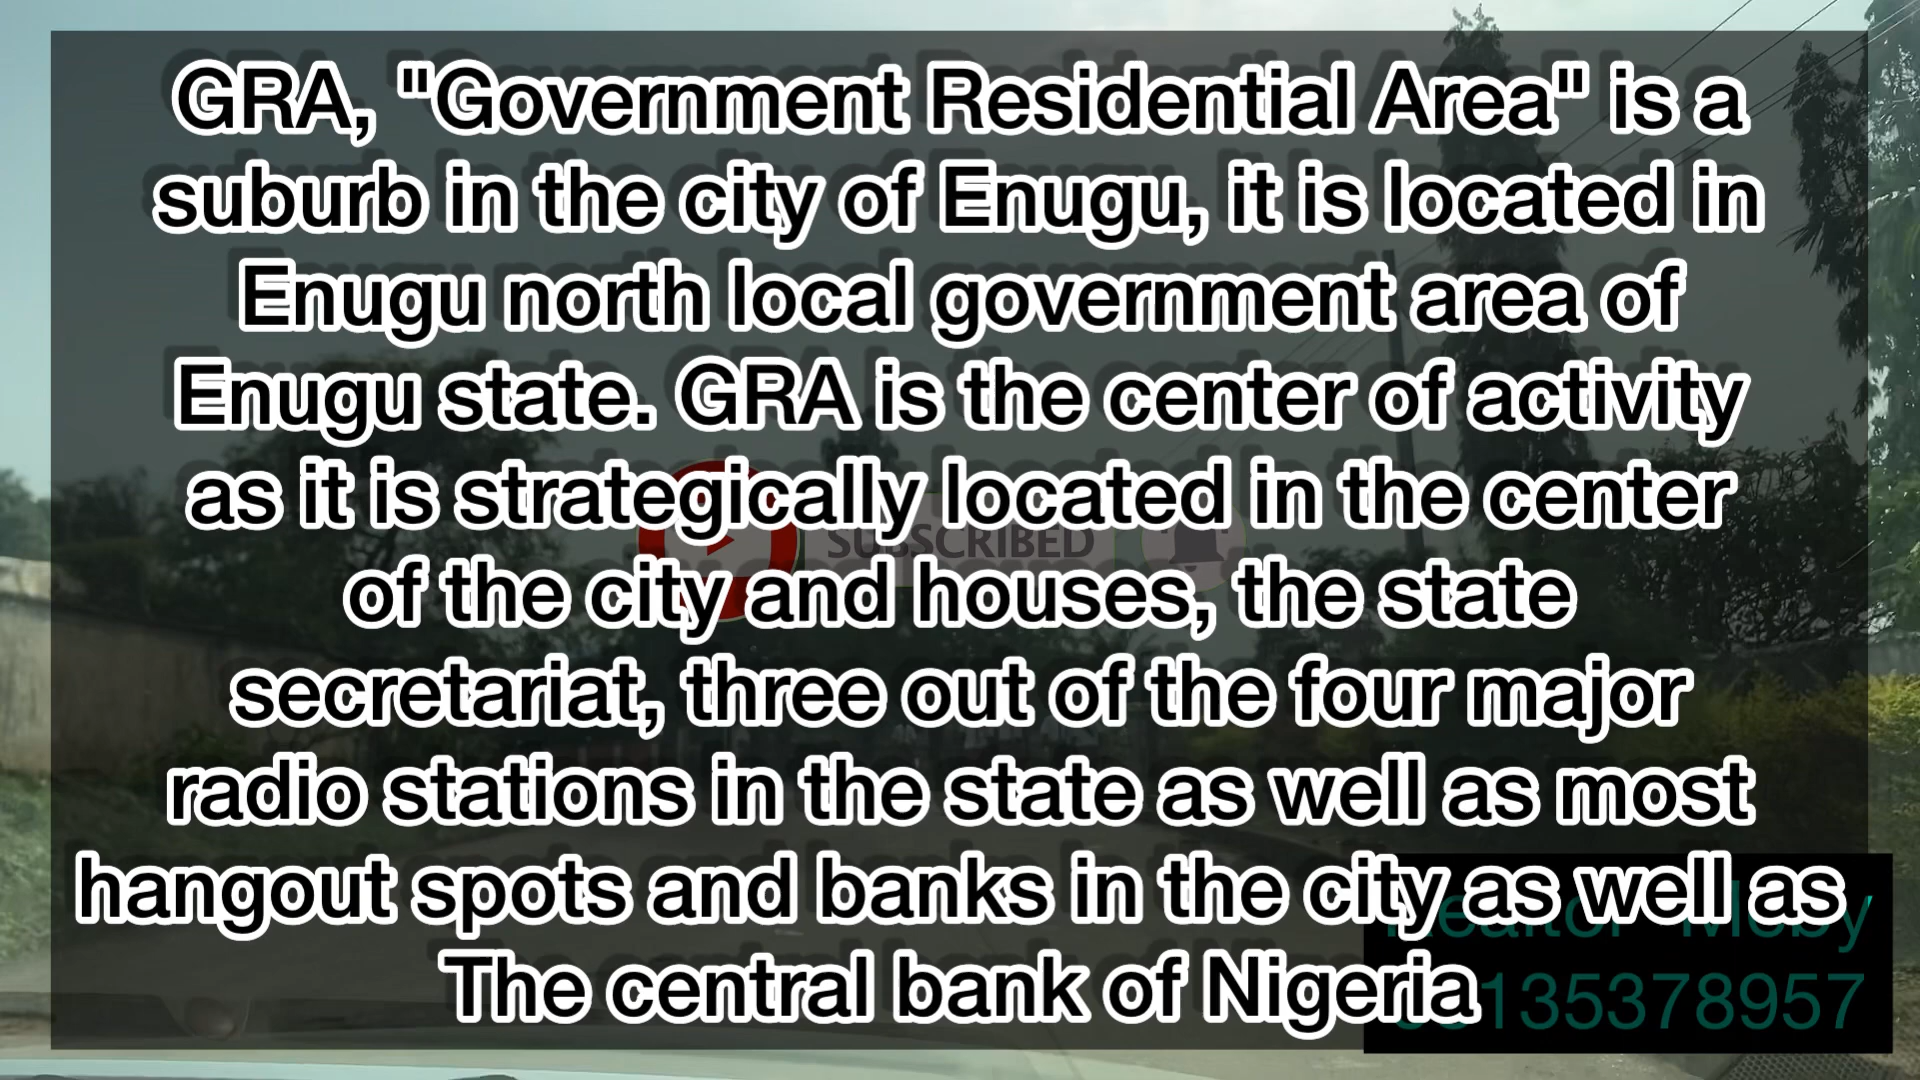 GRA, "Government Residential Area" is a
suburb in the city of Enugu, it is located in
Enugu north local government area of
Enugu state. GRA is the center of activity
as it is strategically located in the center
SUBSCRIBED
of the city and houses, the state
secretariat, three out of the four major
radio stations in the state as well as most
hangout spots and banks in the city as well as
Realtor Moby
The central bank of Nigeria